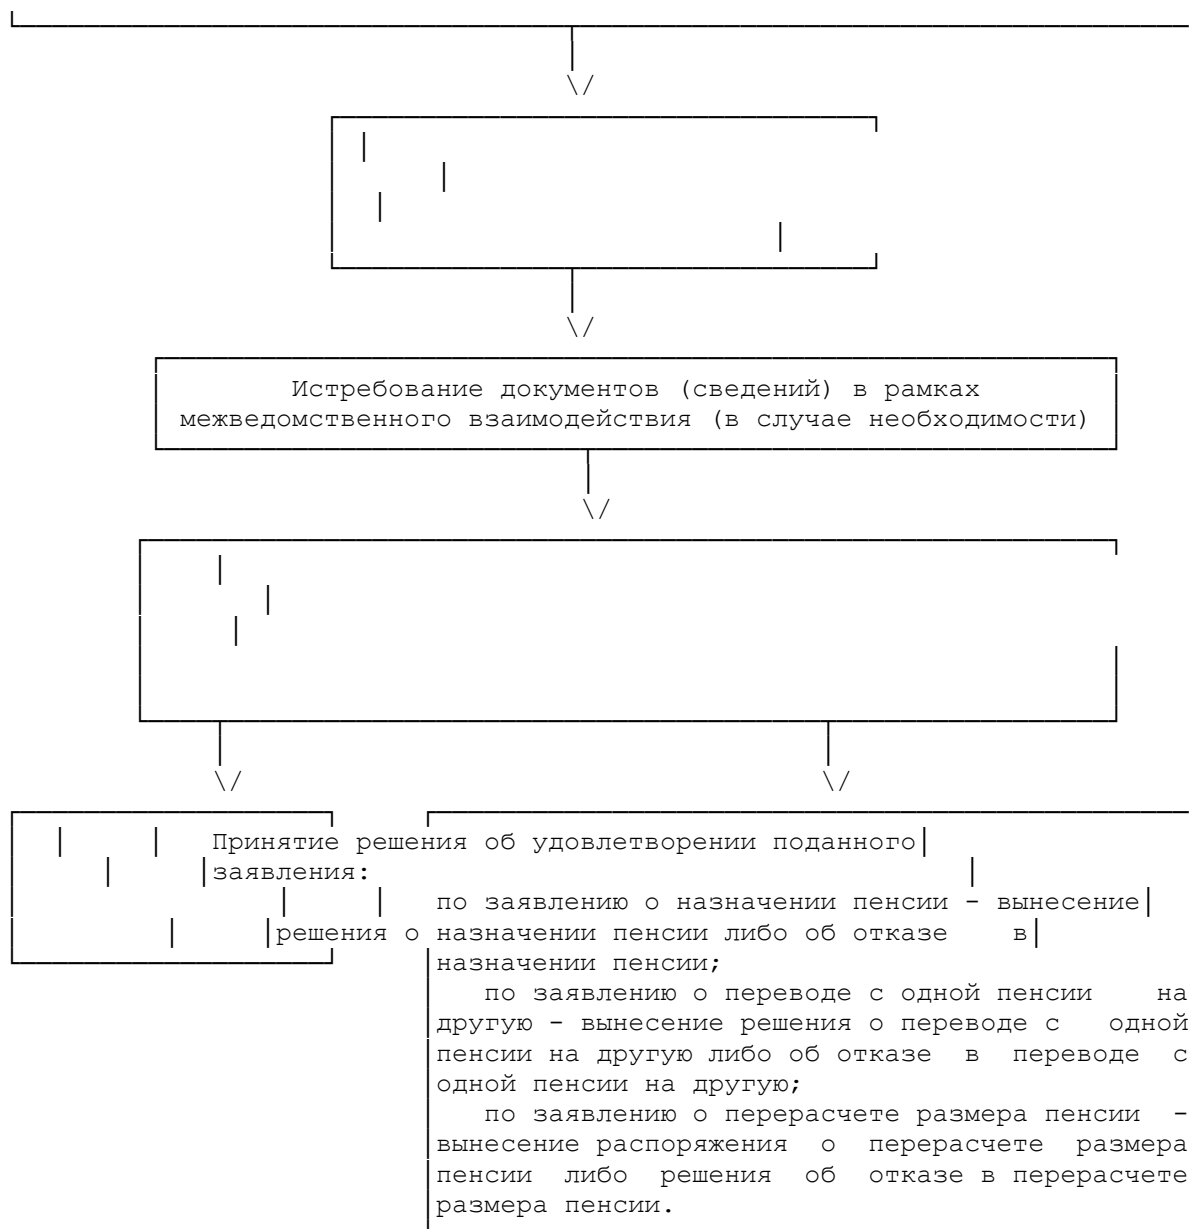 Истребование документов (сведений) в рамках
межведомственного взаимодействия (в случае необходимости)
Принятие решения об удовлетворении поданного
заявления:
по заявлению о назначении пенсии - вынесение
решения о назначении пенсии либо об отказе в
назначении пенсии;
по заявлению о переводе с одной пенсии на
другую - вынесение решения о переводе с одной
пенсии на другую либо об отказе в переводе с
одной пенсии на другую;
по заявлению о перерасчете размера пенсии -
вынесение распоряжения о перерасчете размера
пенсии либо решения об отказе в перерасчете
размера пенсии.